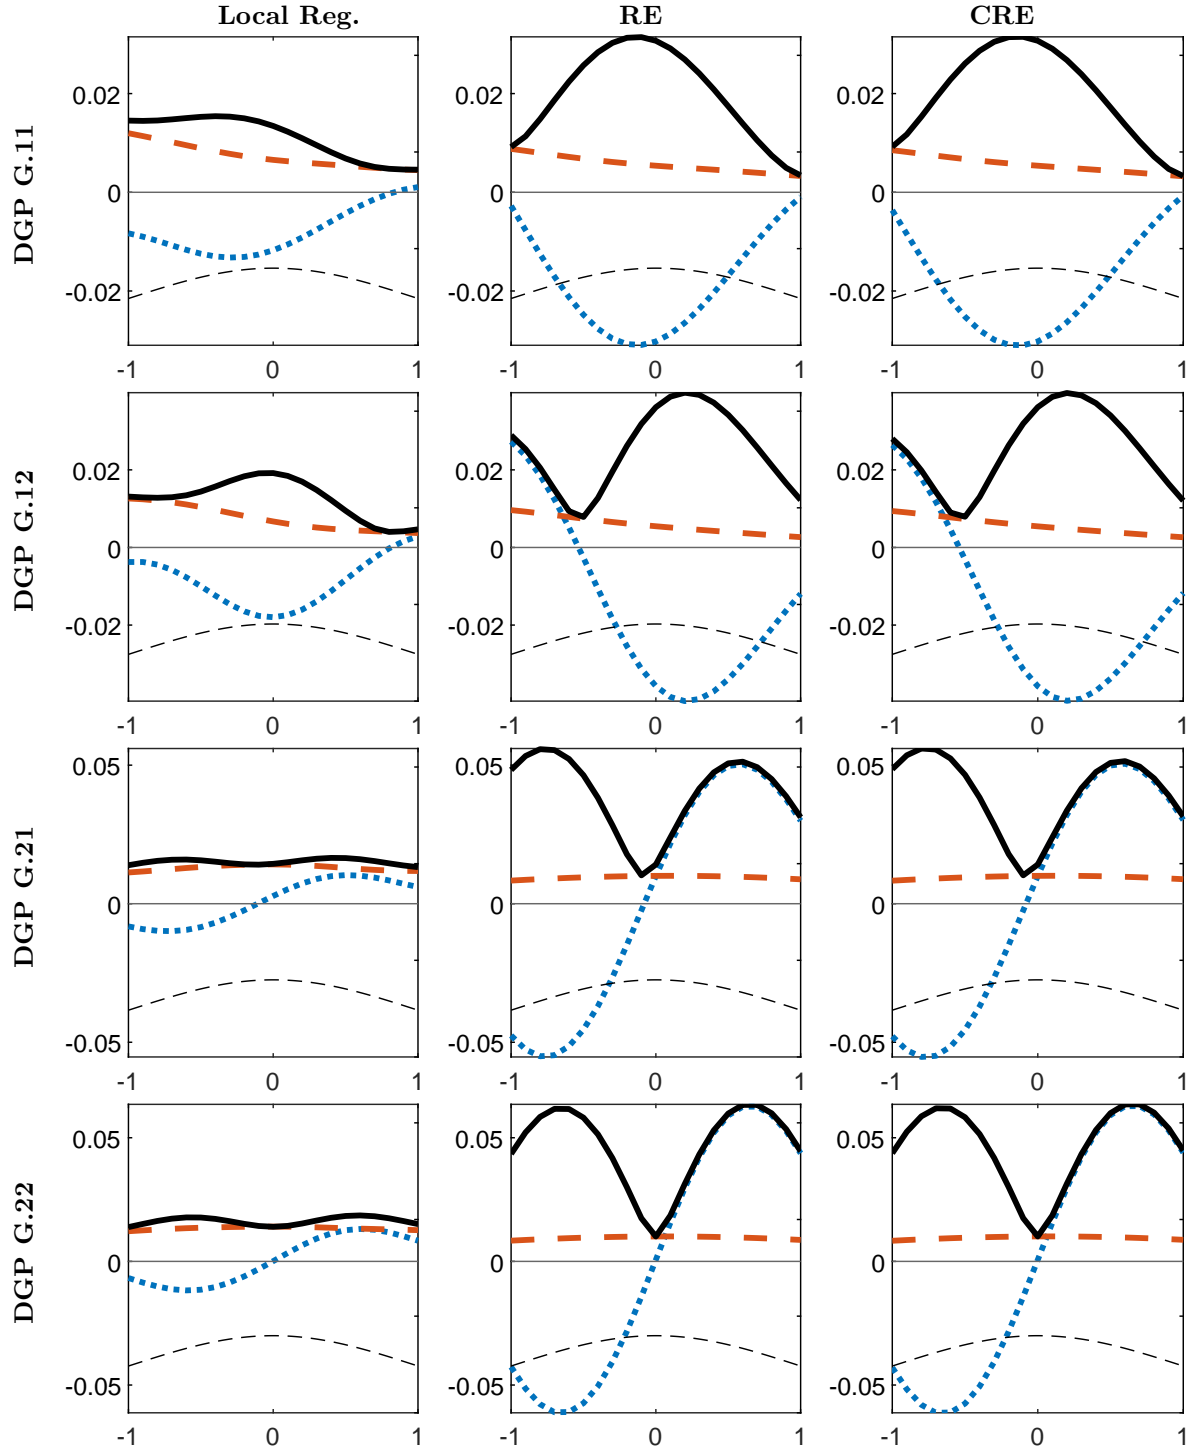 Local Reg. RE CRE
DGP G.11
0.02 0.02 0.02
0 0 0
-0.02 -0.02 -0.02
-1 0 1 -1 0 1 -1 0 1
DGP G.12
0.02 0.02 0.02
0 0 0
-0.02 -0.02 -0.02
-1 0 1 -1 0 1 -1 0 1
DGP G.21
0.05 0.05 0.05
0 0 0
-0.05 -0.05 -0.05
-1 0 1 -1 0 1 -1 0 1
DGP G.22
0.05 0.05 0.05
0 0 0
-0.05 -0.05 -0.05
-1 0 1 -1 0 1 -1 0 1